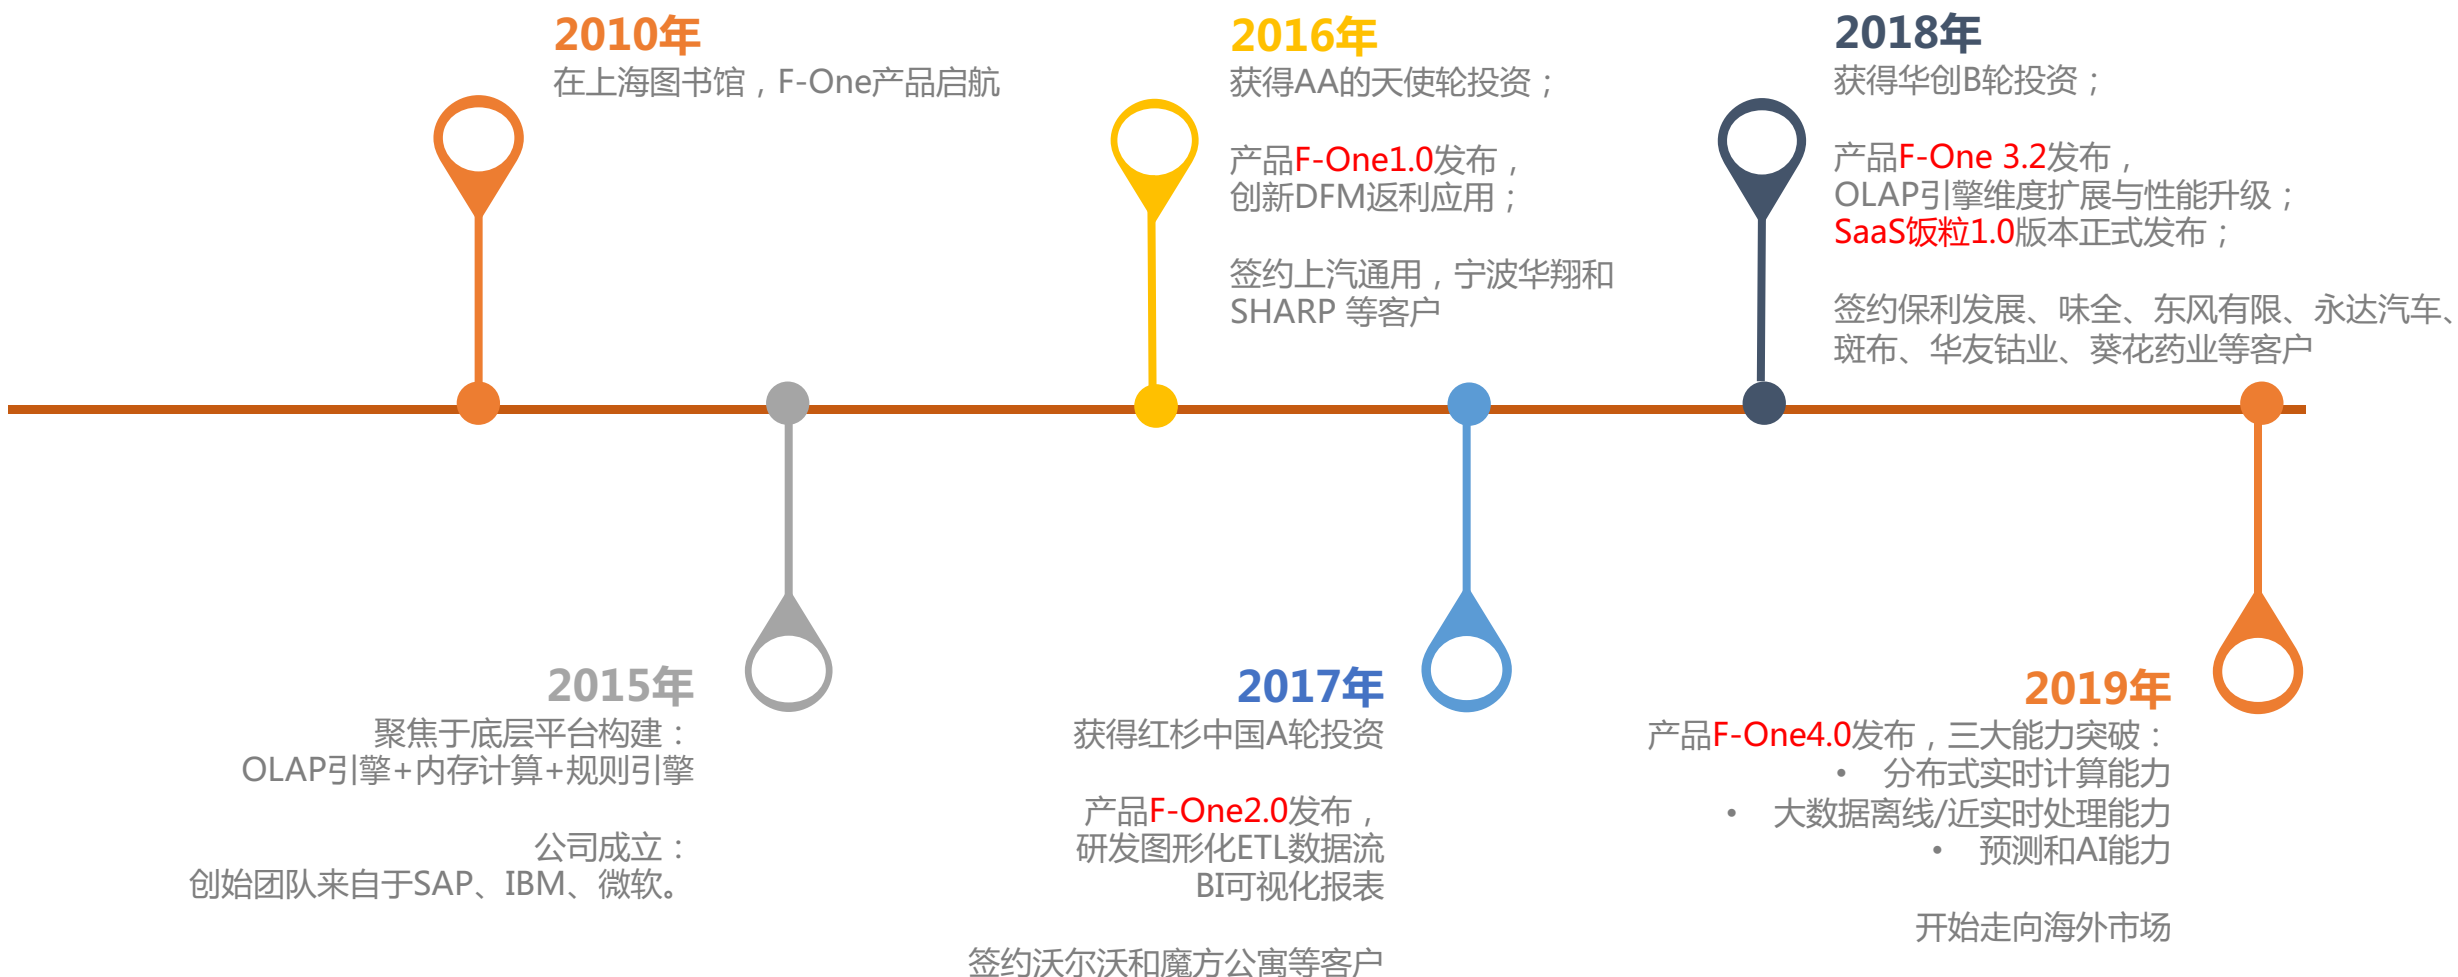 2010年
在上海图书馆，F-One产品启航
2016年
获得AA的天使轮投资；
产品F-One1.0发布，
创新DFM返利应用；
签约上汽通用，宁波华翔和
SHARP 等客户
2018年
获得华创B轮投资；
产品F-One 3.2发布，
OLAP引擎维度扩展与性能升级；
SaaS饭粒1.0版本正式发布；
签约保利发展、味全、东风有限、永达汽车、
斑布、华友钴业、葵花药业等客户
2015年
聚焦于底层平台构建：
OLAP引擎+内存计算+规则引擎
公司成立：
创始团队来自于SAP、IBM、微软。
2017年
获得红杉中国A轮投资
产品F-One2.0发布，
研发图形化ETL数据流
BI可视化报表
签约沃尔沃和魔方公寓等客户
2019年
产品F-One4.0发布，三大能力突破：
• 分布式实时计算能力
• 大数据离线/近实时处理能力
• 预测和AI能力
开始走向海外市场